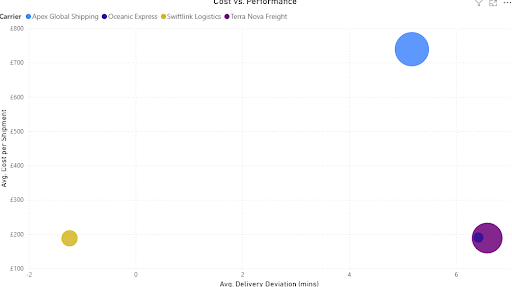 Cost vs. Performance
Carrier Apex Global Shipping Oceanic Express Swiftlink Logistics Terra Nova Freight
£800
£700
£600
£500
£400
£300
£200
£100
Avg. Cost per Shipment
-2 0 2 4 6
Avg. Delivery Deviation (mins)